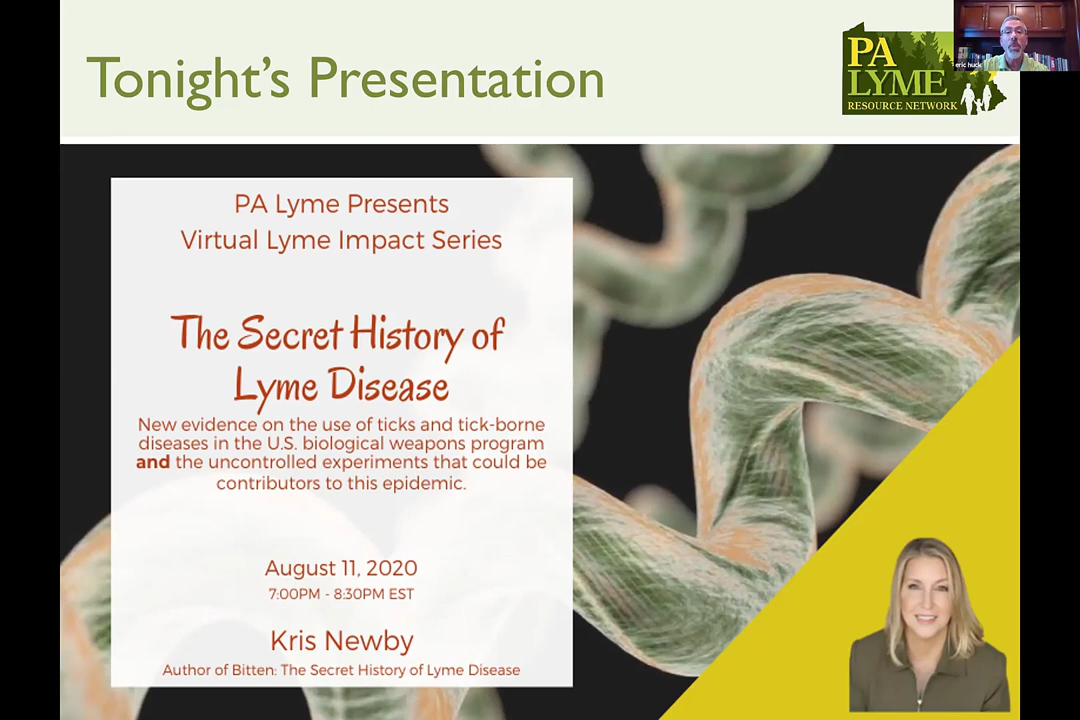 Tonight's Presentation
PA
LYME
RESOURCE NETWORK
eric huck
PA Lyme Presents
Virtual Lyme Impact Series
The Secret History of
Lyme Disease
New evidence on the use of ticks and tick-borne
diseases in the U.S. biological weapons program
and the uncontrolled experiments that could be
contributors to this epidemic.
August 11, 2020
7:00PM - 8:30PM EST
Kris Newby
Author of Bitten: The Secret History of Lyme Disease